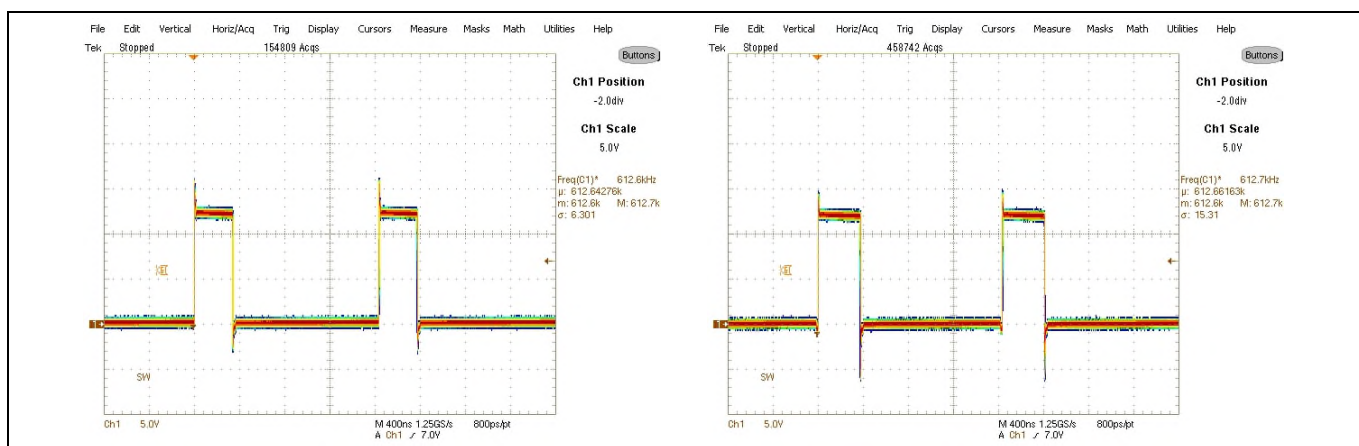 File Edit Vertical Horiz/Acq Trig Display Cursors Measure Masks Math Utilities Help
Tek Stopped 154809 Acqs
Buttons
Ch1 Position
-2.0div
Ch1 Scale
5.0V
Freq(C1)* 612.6kHz
µ: 612.64276k
m: 612.6k M: 612.7k
σ: 6.301
SW
Ch1 5.0V
M 400ns 1.25GS/s 800ps/pt
A Ch1 ∕ 7.0V
File Edit Vertical Horiz/Acq Trig Display Cursors Measure Masks Math Utilities Help
Tek Stopped 458742 Acqs
Buttons
Ch1 Position
-2.0div
Ch1 Scale
5.0V
Freq(C1)* 612.7kHz
µ: 612.66163k
m: 612.6k M: 612.7k
σ: 15.31
SW
Ch1 5.0V
M 400ns 1.25GS/s 800ps/pt
A Ch1 ∕ 7.0V